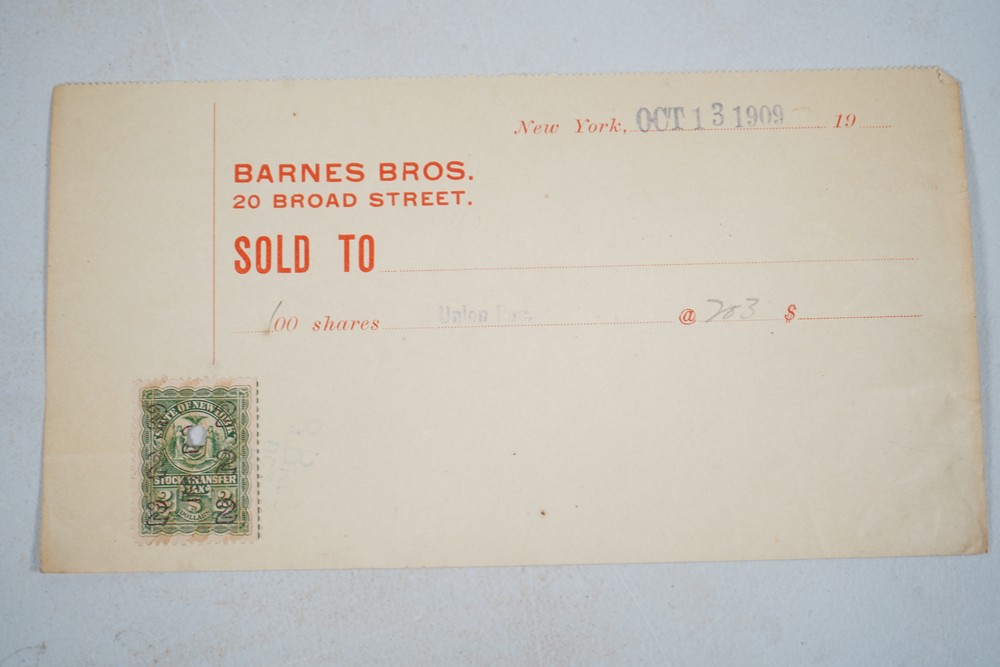 New York, OCT 13 1909 19
BARNES BROS.
20 BROAD STREET.
SOLD TO
100 shares Union Pac. @ 203 $
STATE OF NEW YORK
STOCK TRANSFER
TAX
2 2
DOLLARS